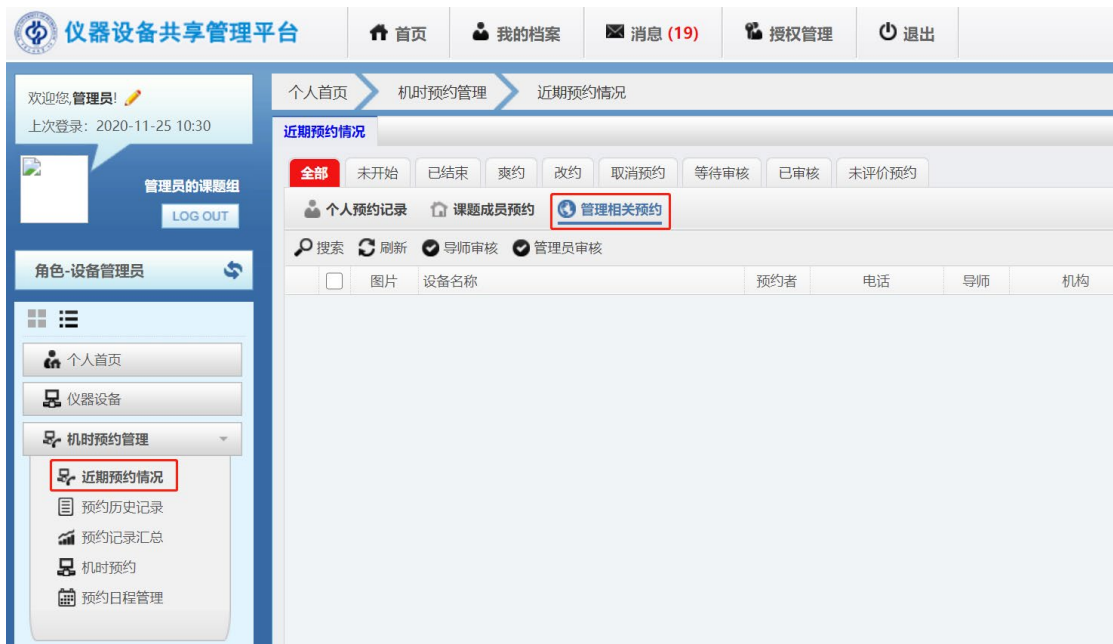 仪器设备共享管理平台 首页 我的档案 消息 (19) 授权管理 退出
欢迎您,管理员!
上次登录：2020-11-25 10:30
管理员的课题组
LOG OUT
角色-设备管理员
个人首页
仪器设备
机时预约管理
近期预约情况
预约历史记录
预约记录汇总
机时预约
预约日程管理
个人首页 机时预约管理 近期预约情况
近期预约情况
全部 未开始 已结束 爽约 改约 取消预约 等待审核 已审核 未评价预约
个人预约记录 课题成员预约 管理相关预约
搜索 刷新 导师审核 管理员审核
图片 设备名称 预约者 电话 导师 机构